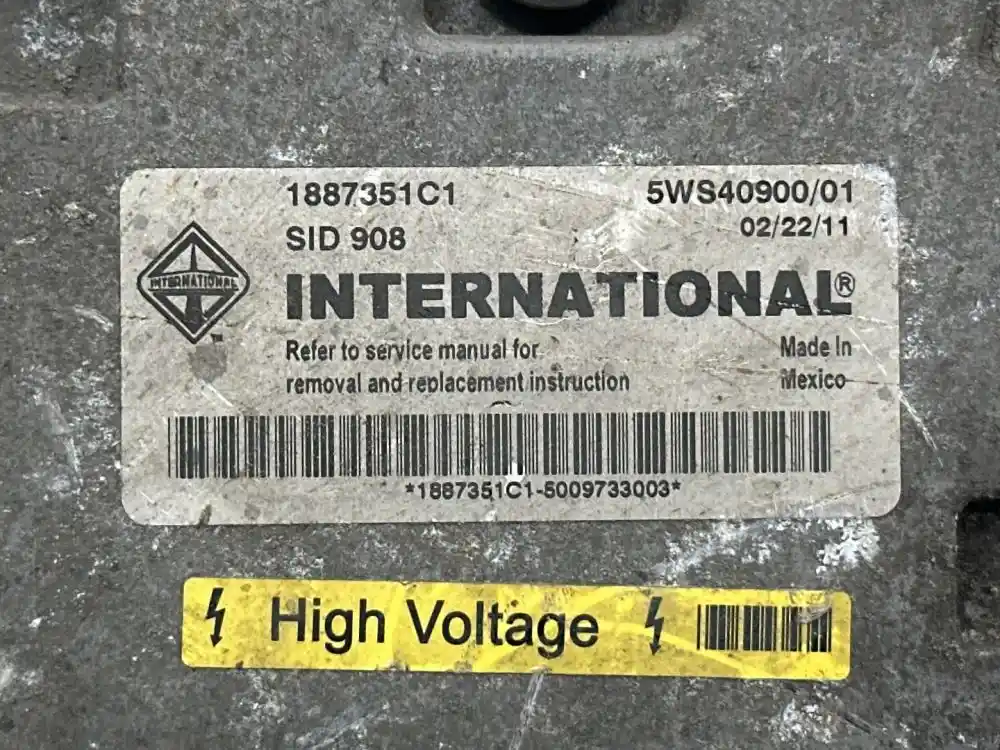 1887351C1 5WS40900/01
SID 908 02/22/11
INTERNATIONAL
INTERNATIONAL®
Refer to service manual for Made In
removal and replacement instruction Mexico
*1887351C1-5009733003*
High Voltage